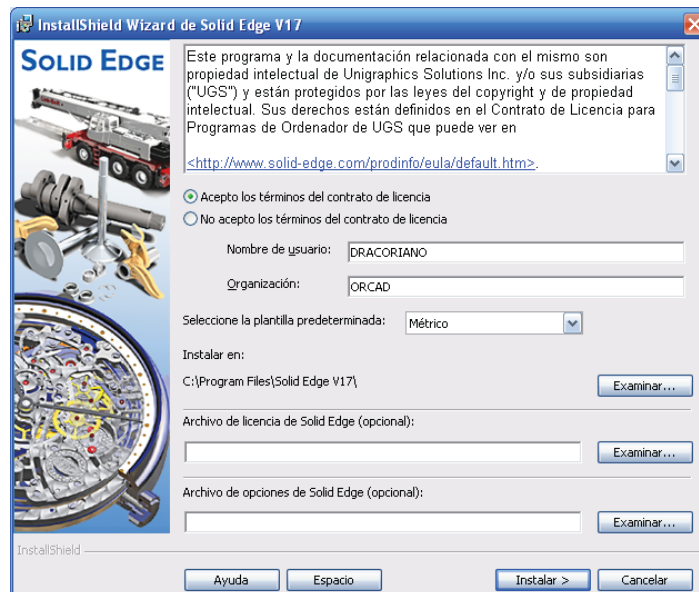 InstallShield Wizard de Solid Edge V17
SOLID EDGE
Este programa y la documentación relacionada con el mismo son
propiedad intelectual de Unigraphics Solutions Inc. y/o sus subsidiarias
("UGS") y están protegidos por las leyes del copyright y de propiedad
intelectual. Sus derechos están definidos en el Contrato de Licencia para
Programas de Ordenador de UGS que puede ver en
<http://www.solid-edge.com/prodinfo/eula/default.htm>.
Acepto los términos del contrato de licencia
No acepto los términos del contrato de licencia
Nombre de usuario: DRACORIANO
Organización: ORCAD
Seleccione la plantilla predeterminada: Métrico
Instalar en:
C:\Program Files\Solid Edge V17\ Examinar...
Archivo de licencia de Solid Edge (opcional):
Examinar...
Archivo de opciones de Solid Edge (opcional):
Examinar...
InstallShield
Ayuda Espacio Instalar > Cancelar